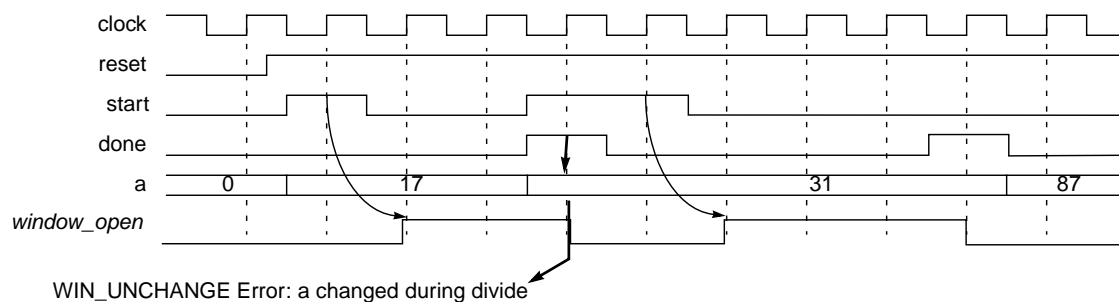 clock
reset
start
done
a 0 17 31 87
window_open
WIN_UNCHANGE Error: a changed during divide